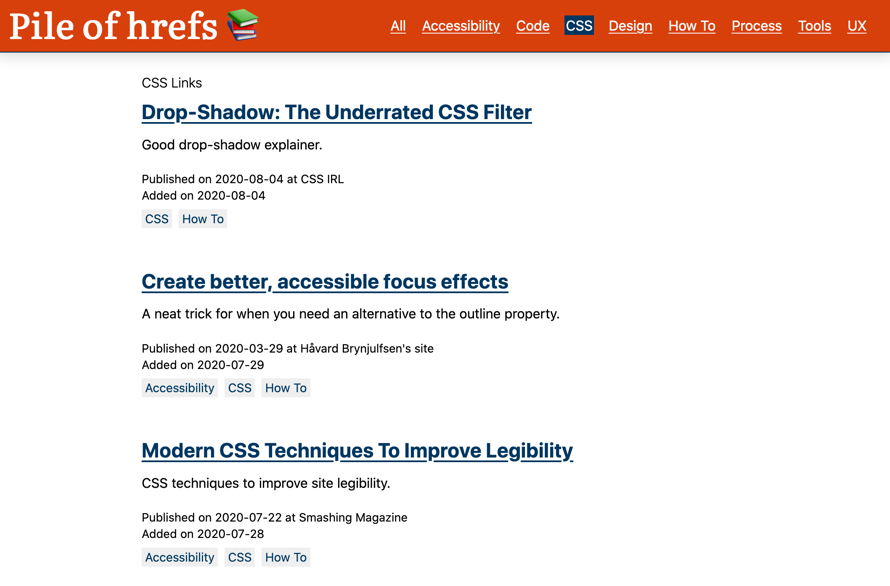 Pile of hrefs
All Accessibility Code CSS Design How To Process Tools UX
CSS Links
Drop-Shadow: The Underrated CSS Filter
Good drop-shadow explainer.
Published on 2020-08-04 at CSS IRL
Added on 2020-08-04
CSS How To
Create better, accessible focus effects
A neat trick for when you need an alternative to the outline property.
Published on 2020-03-29 at Håvard Brynjulfsen's site
Added on 2020-07-29
Accessibility CSS How To
Modern CSS Techniques To Improve Legibility
CSS techniques to improve site legibility.
Published on 2020-07-22 at Smashing Magazine
Added on 2020-07-28
Accessibility CSS How To